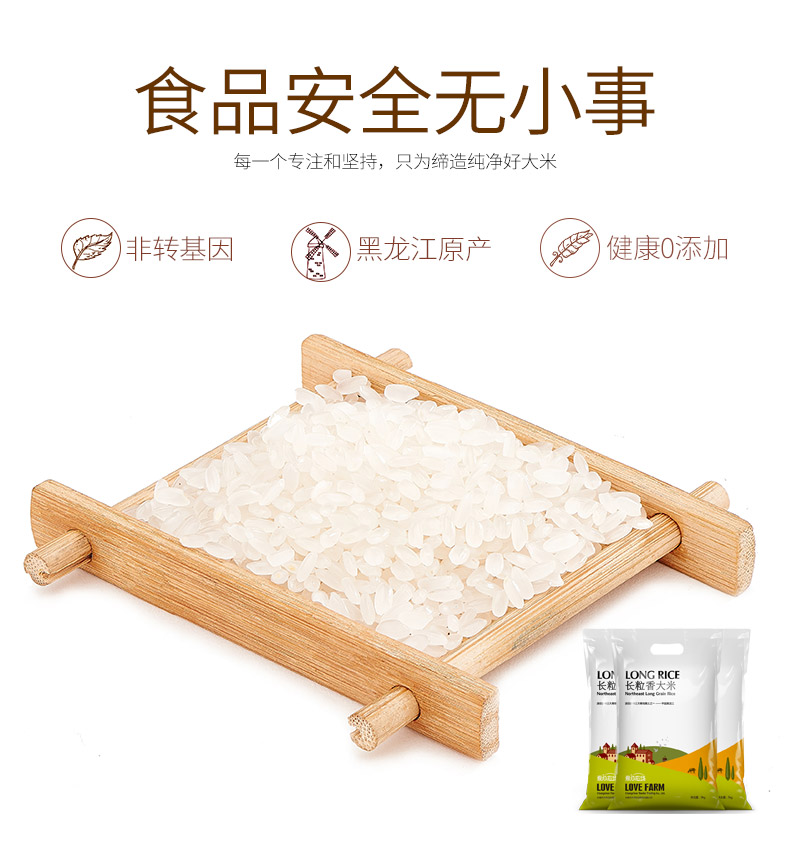 食品安全无小事
每一个专注和坚持，只为缔造纯净好大米
非转基因
黑龙江原产
健康0添加
LONG RICE
长粒香大米
Northeast Long Grain Rice
LOVE FARM